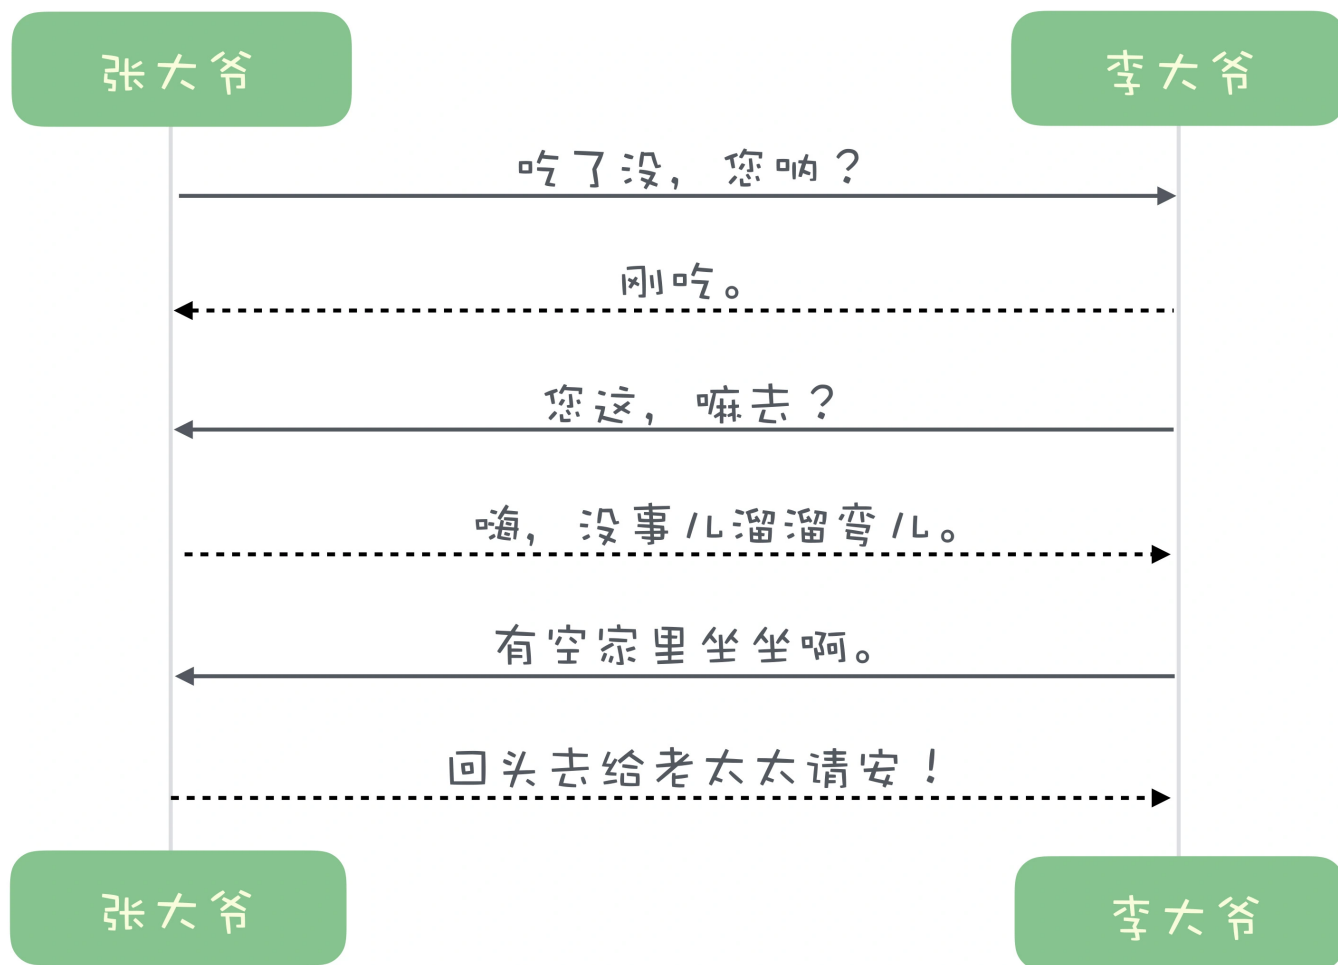 张大爷
李大爷
吃了没，您呐？
刚吃。
您这，嘛去？
嗨，没事儿溜溜弯儿。
有空家里坐坐啊。
回头去给老太太请安！
张大爷
李大爷